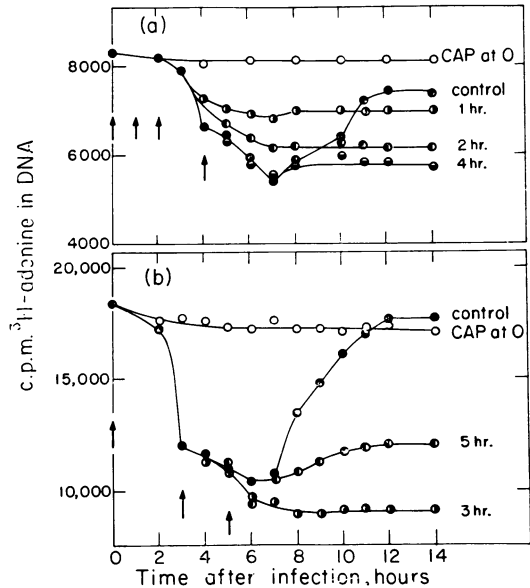 (a)
CAP at O
8000
control
1 hr.
2 hr.
6000
4 hr.
4000
c.p.m. ³H-adenine in DNA
20,000
(b)
control
CAP at O
15,000
5 hr.
10,000
3 hr.
0 2 4 6 8 10 12 14
Time after infection, hours